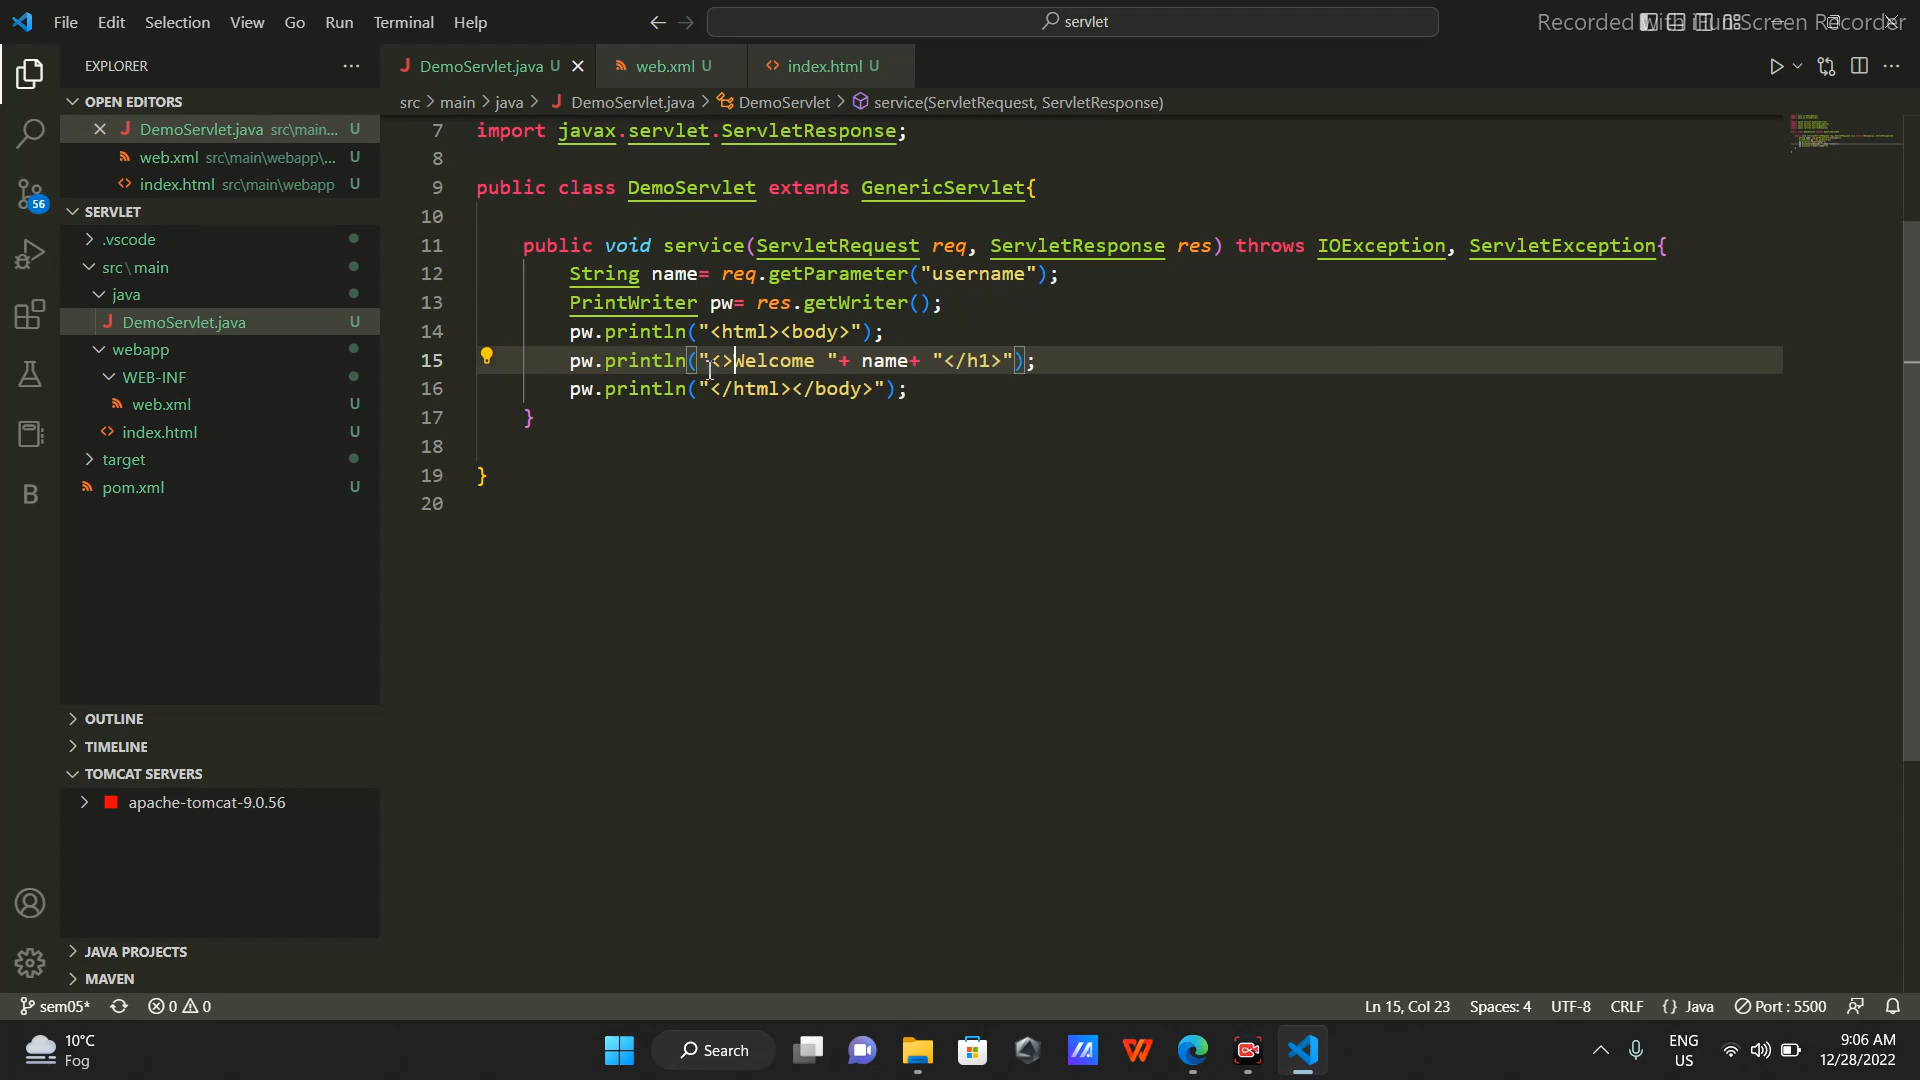 File Edit Selection View Go Run Terminal Help
servlet
Recorded with Screen Recorder
EXPLORER
DemoServlet.java U
web.xml U
index.html U
OPEN EDITORS
src > main > java > DemoServlet.java > DemoServlet > service(ServletRequest, ServletResponse)
DemoServlet.java src\main... U
web.xml src\main\webapp\... U
index.html src\main\webapp U
SERVLET
.vscode
src\main
java
DemoServlet.java U
webapp
WEB-INF
web.xml U
index.html U
target
pom.xml U
56
B
7 import javax.servlet.ServletResponse;
8
9 public class DemoServlet extends GenericServlet{
10
11 public void service(ServletRequest req, ServletResponse res) throws IOException, ServletException{
12 String name= req.getParameter("username");
13 PrintWriter pw= res.getWriter();
14 pw.println("<html><body>");
15 pw.println("<>Welcome "+ name+ "</h1>");
16 pw.println("</html></body>");
17 }
18
19 }
20
OUTLINE
TIMELINE
TOMCAT SERVERS
apache-tomcat-9.0.56
JAVA PROJECTS
MAVEN
sem05* 0 0
Ln 15, Col 23 Spaces: 4 UTF-8 CRLF {} Java Port : 5500
10°C
Fog
Search
ENG
US
9:06 AM
12/28/2022